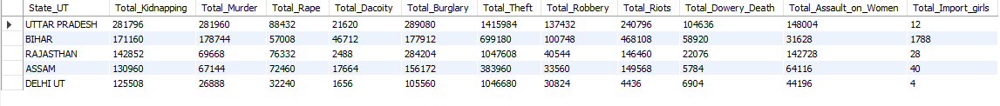 State_UT Total_Kidnapping Total_Murder Total_Rape Total_Dacoity Total_Burglary Total_Theft Total_Robbery Total_Riots Total_Dowery_Death Total_Assault_on_Women Total_Import_girls
UTTAR PRADESH 281796 281960 88432 21620 289080 1415984 137432 240796 104636 148004 12
BIHAR 171160 178744 57008 46712 177912 699180 100748 468108 58920 31628 1788
RAJASTHAN 142852 69668 76332 2488 284204 1047608 40544 146460 22076 142728 28
ASSAM 130960 67144 72460 17664 156172 383960 33560 149568 5784 64116 40
DELHI UT 125508 26888 32240 1656 105560 1046680 30824 4436 6904 44196 4